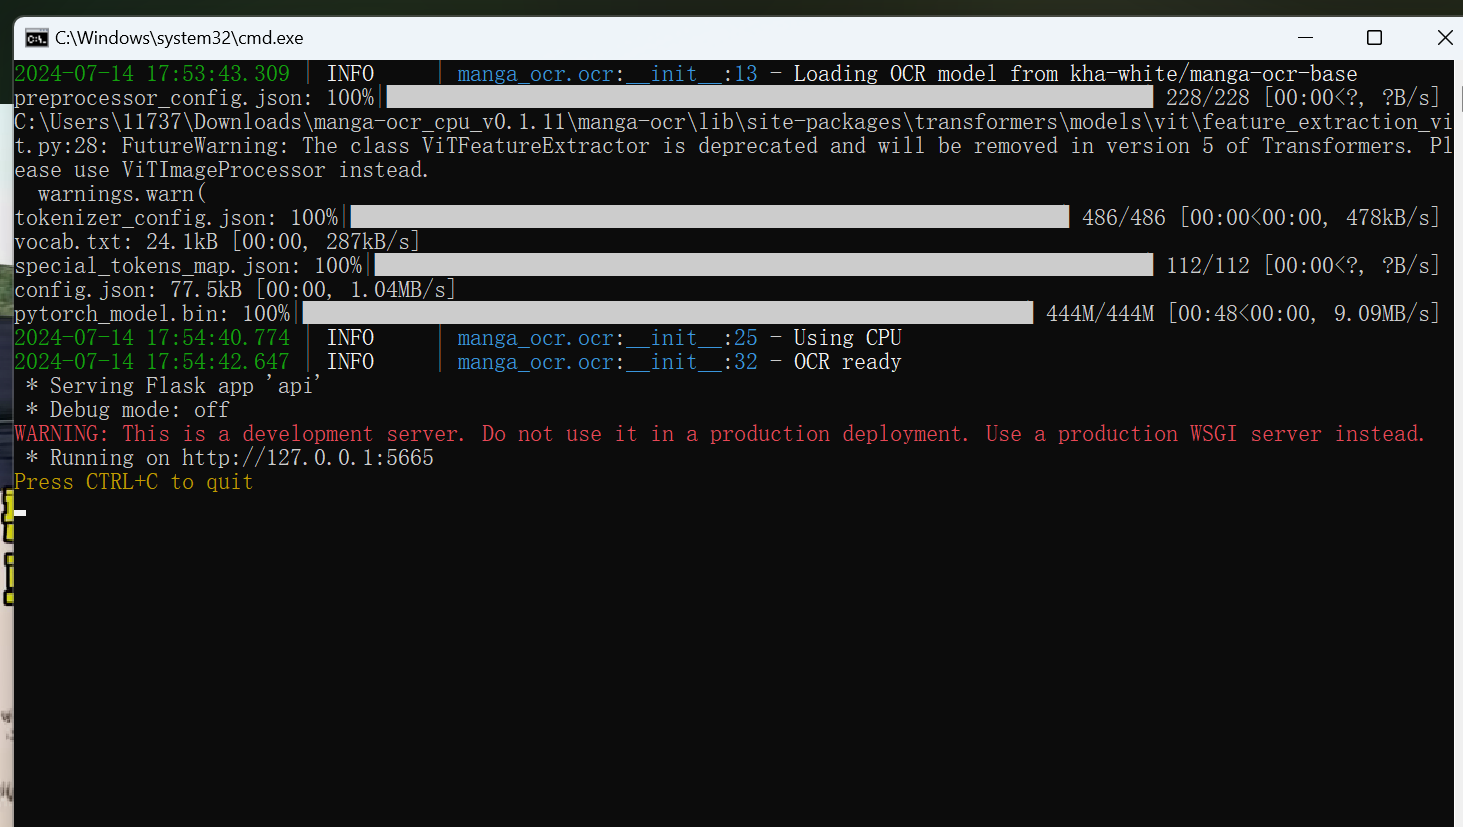 C:\Windows\system32\cmd.exe
2024-07-14 17:53:43.309 | INFO     | manga_ocr.ocr:__init__:13 - Loading OCR model from kha-white/manga-ocr-base
preprocessor_config.json: 100%| 228/228 [00:00<?, ?B/s]
C:\Users\11737\Downloads\manga-ocr_cpu_v0.1.11\manga-ocr\lib\site-packages\transformers\models\vit\feature_extraction_vi
t.py:28: FutureWarning: The class ViTFeatureExtractor is deprecated and will be removed in version 5 of Transformers. Pl
ease use ViTImageProcessor instead.
  warnings.warn(
tokenizer_config.json: 100%| 486/486 [00:00<00:00, 478kB/s]
vocab.txt: 24.1kB [00:00, 287kB/s]
special_tokens_map.json: 100%| 112/112 [00:00<?, ?B/s]
config.json: 77.5kB [00:00, 1.04MB/s]
pytorch_model.bin: 100%| 444M/444M [00:48<00:00, 9.09MB/s]
2024-07-14 17:54:40.774 | INFO     | manga_ocr.ocr:__init__:25 - Using CPU
2024-07-14 17:54:42.647 | INFO     | manga_ocr.ocr:__init__:32 - OCR ready
 * Serving Flask app 'api'
 * Debug mode: off
WARNING: This is a development server. Do not use it in a production deployment. Use a production WSGI server instead.
 * Running on http://127.0.0.1:5665
Press CTRL+C to quit